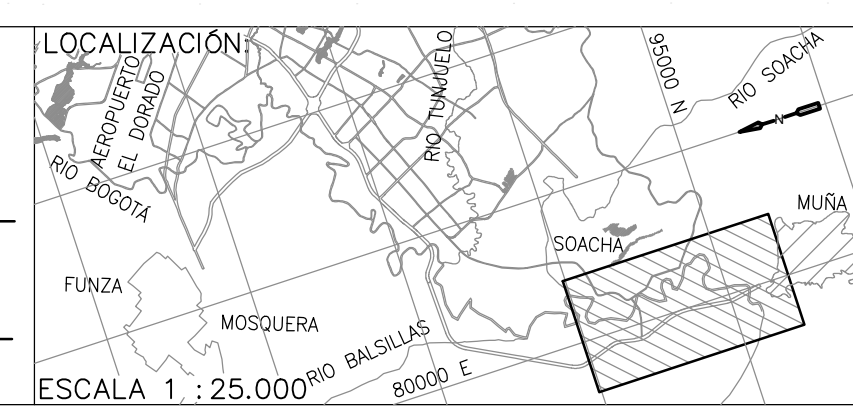 LOCALIZACIÓN:
AEROPUERTO
EL DORADO
RIO TUNJUELO
95000 N
RIO SOACHA
N
RIO BOGOTÁ
MUÑA
SOACHA
FUNZA
MOSQUERA
RIO BALSILLAS
80000 E
ESCALA 1 : 25.000